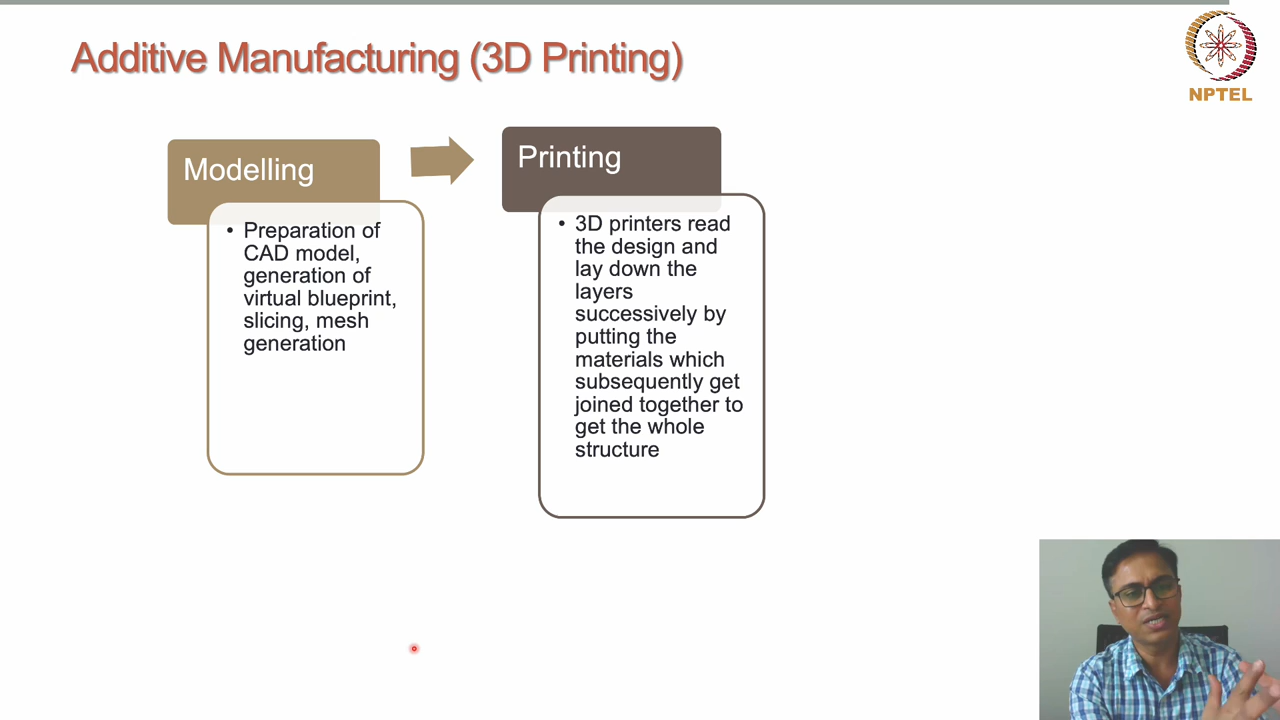 Additive Manufacturing (3D Printing)
NPTEL
Modelling
• Preparation of
CAD model,
generation of
virtual blueprint,
slicing, mesh
generation
Printing
• 3D printers read
the design and
lay down the
layers
successively by
putting the
materials which
subsequently get
joined together to
get the whole
structure